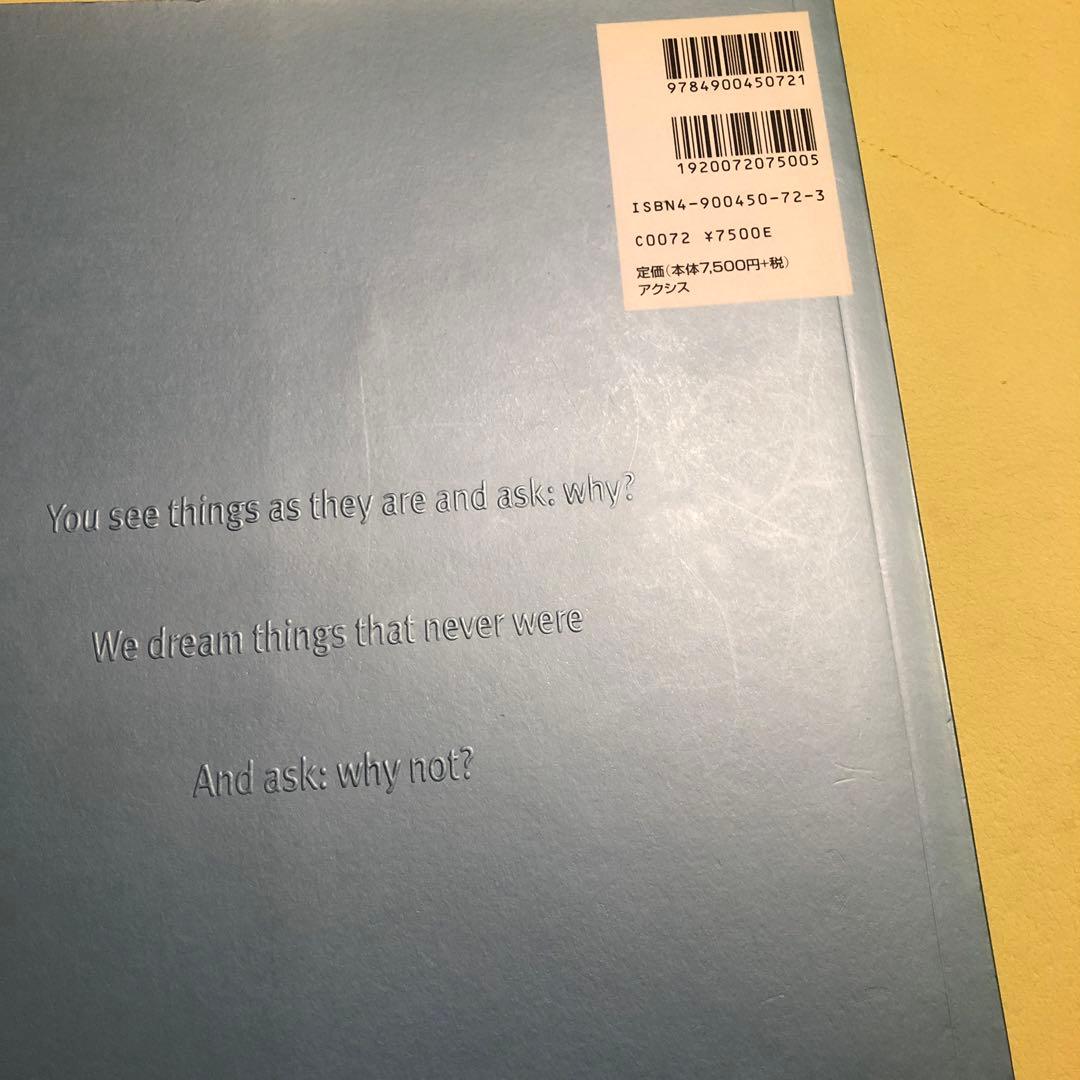 9784900450721
1920072075005
ISBN4-900450-72-3
C0072 ¥7500E
定価(本体7,500円+税)
アクシス
You see things as they are and ask: why?
We dream things that never were
And ask: why not?